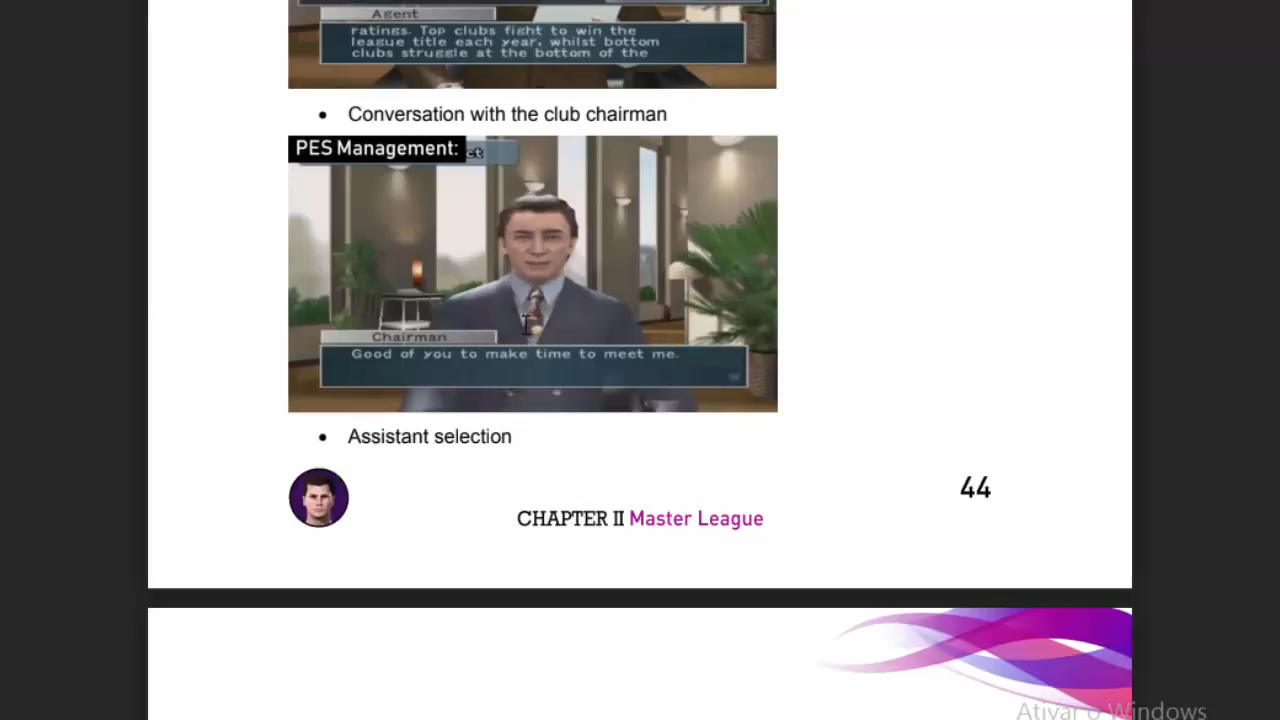 Agent
ratings. Top clubs fight to win the
league title each year, whilst bottom
clubs struggle at the bottom of the
• Conversation with the club chairman
PES Management:
ct
Chairman
Good of you to make time to meet me.
• Assistant selection
44
CHAPTER II Master League
Ativar o Windows